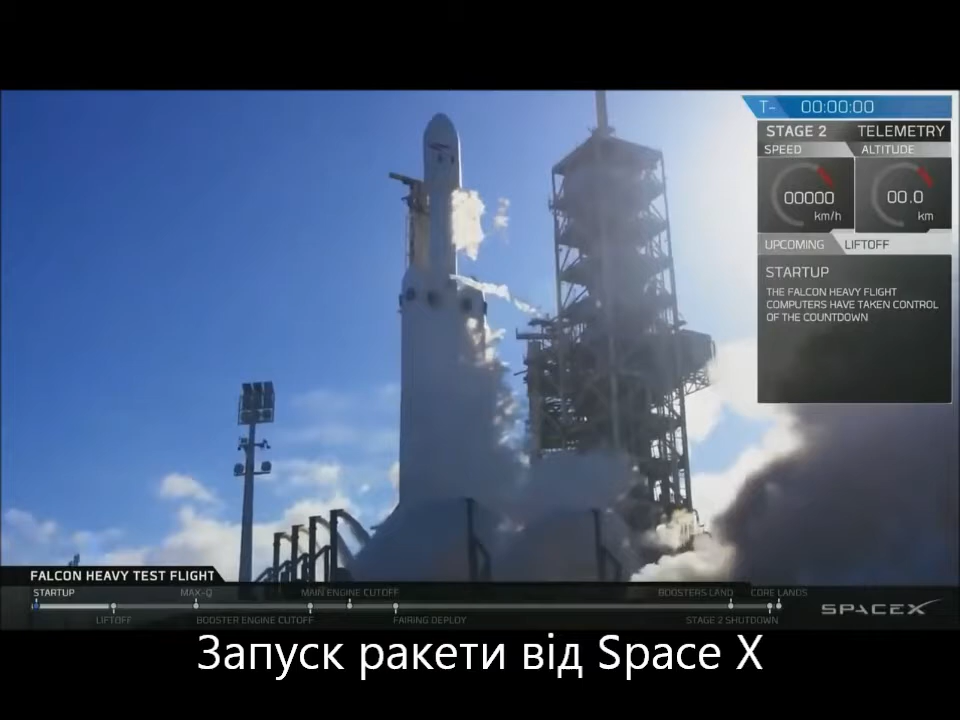 T- 00:00:00
STAGE 2 TELEMETRY
SPEED ALTITUDE
00000 00.0
km/h km
UPCOMING LIFTOFF
STARTUP
THE FALCON HEAVY FLIGHT
COMPUTERS HAVE TAKEN CONTROL
OF THE COUNTDOWN
FALCON HEAVY TEST FLIGHT
STARTUP MAX-Q MAIN ENGINE CUTOFF BOOSTERS LAND CORE LANDS
LIFTOFF BOOSTER ENGINE CUTOFF FAIRING DEPLOY STAGE 2 SHUTDOWN
SPACEX
Запуск ракети від Space X